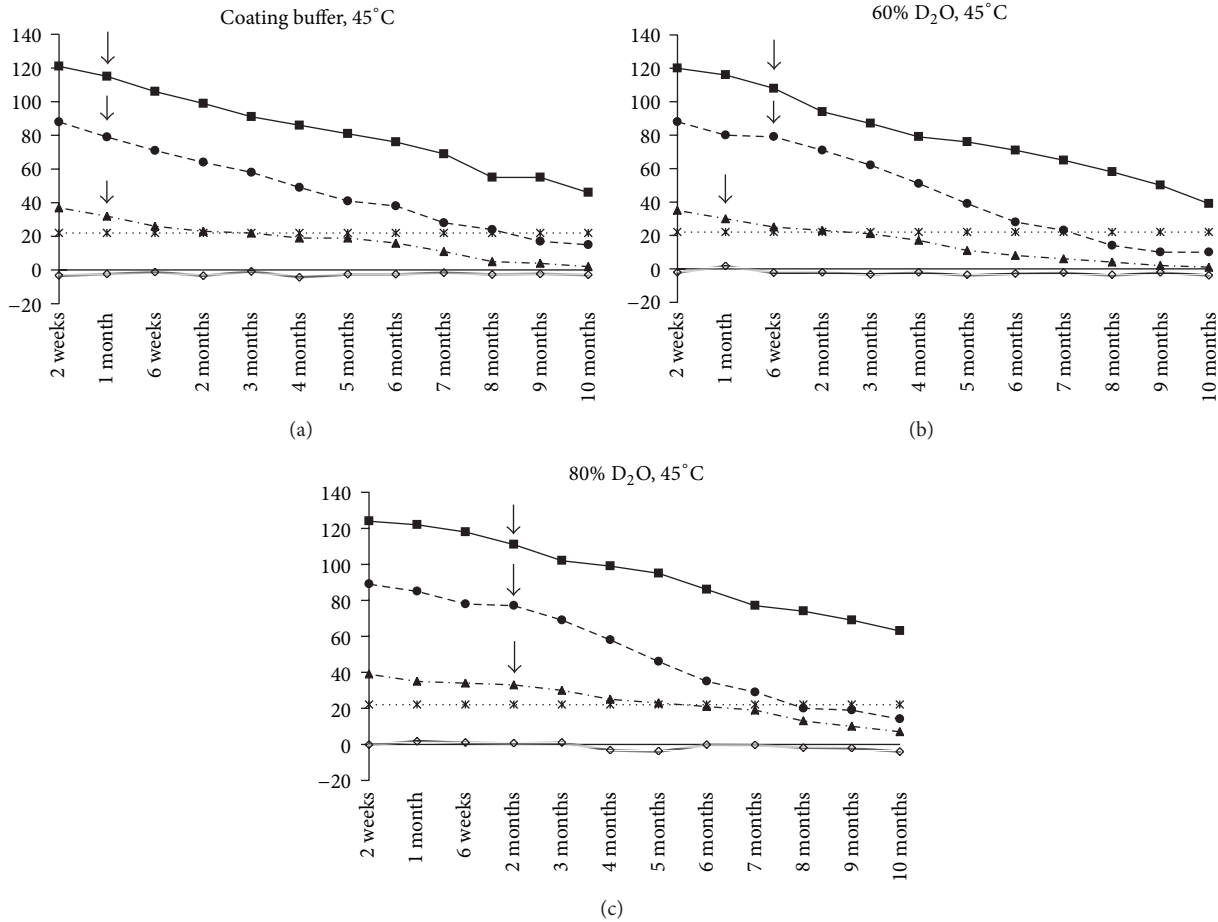 Coating buffer, 45°C
140
120
100
80
60
40
20
0
−20
2 weeks
1 month
6 weeks
2 months
3 months
4 months
5 months
6 months
7 months
8 months
9 months
10 months
(a)
60% D₂O, 45°C
140
120
100
80
60
40
20
0
−20
2 weeks
1 month
6 weeks
2 months
3 months
4 months
5 months
6 months
7 months
8 months
9 months
10 months
(b)
80% D₂O, 45°C
140
120
100
80
60
40
20
0
−20
2 weeks
1 month
6 weeks
2 months
3 months
4 months
5 months
6 months
7 months
8 months
9 months
10 months
(c)